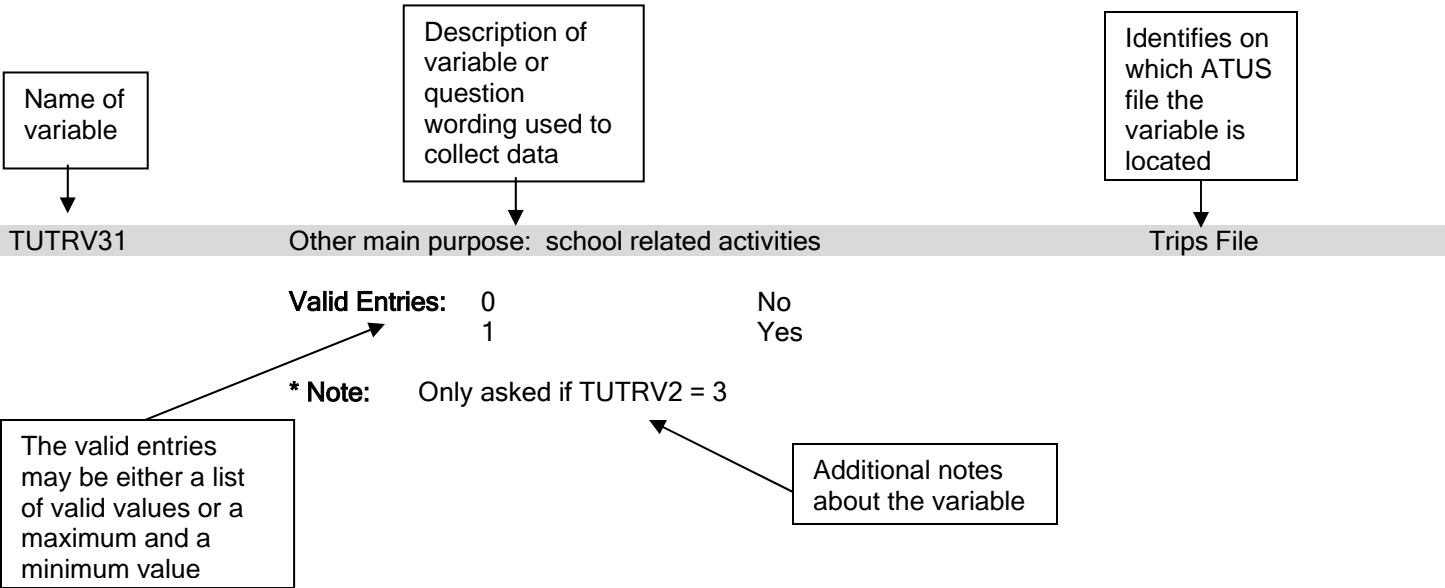 Description of
variable or
question
wording used to
collect data
Identifies on
which ATUS
file the
variable is
located
Name of
variable
TUTRV31 Other main purpose: school related activities Trips File
Valid Entries: 0 No
1 Yes
* Note: Only asked if TUTRV2 = 3
The valid entries
may be either a list
of valid values or a
maximum and a
minimum value
Additional notes
about the variable